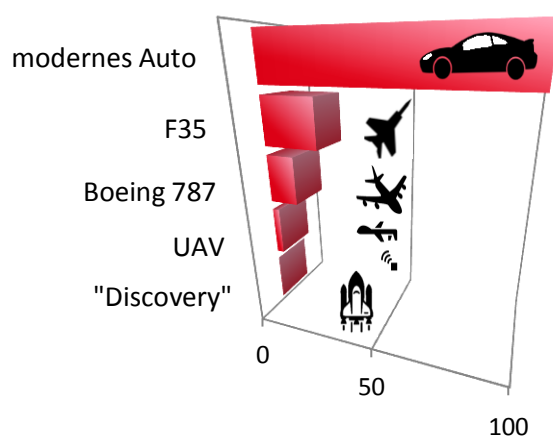 modernes Auto
F35
Boeing 787
UAV
"Discovery"
0
50
100